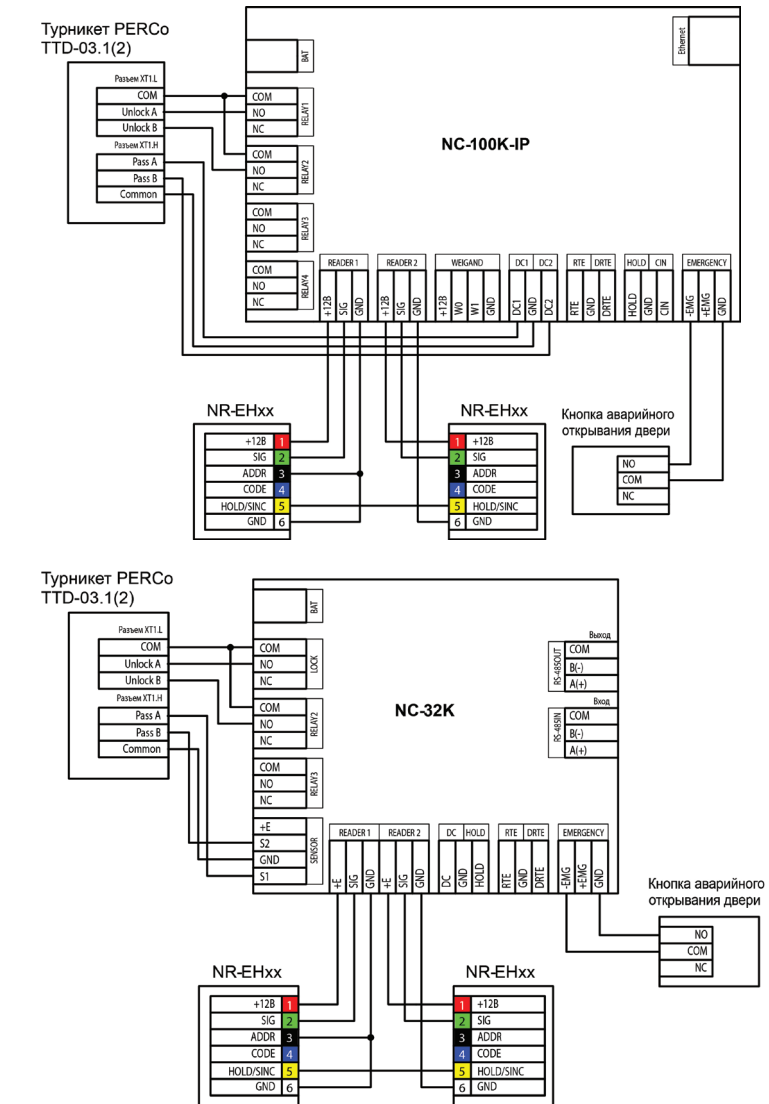 Турникет PERCo
TTD-03.1(2)
Разъем XT1.L
COM
Unlock A
Unlock B
Разъем XT1.H
Pass A
Pass B
Common
BAT
Ethernet
COM
NO
NC
RELAY1
COM
NO
NC
RELAY2
COM
NO
NC
RELAY3
COM
NO
NC
RELAY4
NC-100K-IP
READER 1
READER 2
WEIGAND
DC1
DC2
RTE
DRTE
HOLD
CIN
EMERGENCY
+12В
SIG
GND
+12В
SIG
GND
+12В
W0
W1
GND
DC1
GND
DC2
RTE
GND
DRTE
HOLD
GND
CIN
-EMG
+EMG
GND
NR-EHxx
+12В 1
SIG 2
ADDR 3
CODE 4
HOLD/SINC 5
GND 6
NR-EHxx
1 +12В
2 SIG
3 ADDR
4 CODE
5 HOLD/SINC
6 GND
Кнопка аварийного
открывания двери
NO
COM
NC
Турникет PERCo
TTD-03.1(2)
Разъем XT1.L
COM
Unlock A
Unlock B
Разъем XT1.H
Pass A
Pass B
Common
BAT
COM
NO
NC
LOCK
COM
NO
NC
RELAY2
COM
NO
NC
RELAY3
+E
S2
GND
S1
SENSOR
NC-32K
Выход
COM
B(-)
A(+)
RS-485OUT
Вход
COM
B(-)
A(+)
RS-485IN
READER 1
READER 2
DC
HOLD
RTE
DRTE
EMERGENCY
+E
SIG
GND
+E
SIG
GND
DC
GND
HOLD
RTE
GND
DRTE
-EMG
+EMG
GND
Кнопка аварийного
открывания двери
NO
COM
NC
NR-EHxx
+12В 1
SIG 2
ADDR 3
CODE 4
HOLD/SINC 5
GND 6
NR-EHxx
1 +12В
2 SIG
3 ADDR
4 CODE
5 HOLD/SINC
6 GND